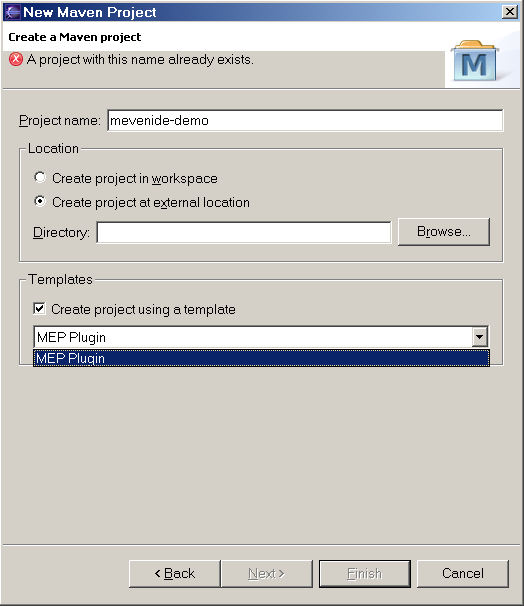 New Maven Project
Create a Maven project
A project with this name already exists.
M
Project name: mevenide-demo
Location
Create project in workspace
Create project at external location
Directory: Browse...
Templates
Create project using a template
MEP Plugin
MEP Plugin
< Back Next > Finish Cancel